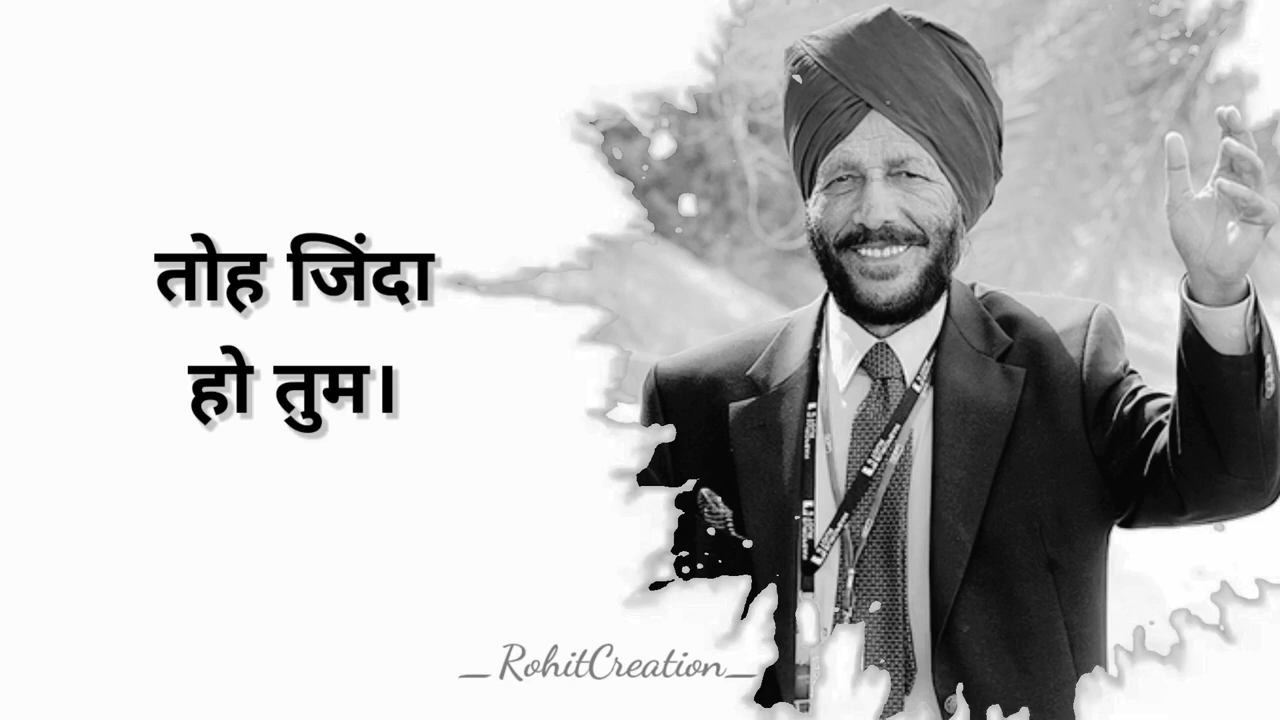 तोह जिंदा
हो तुम।
_RohitCreation_